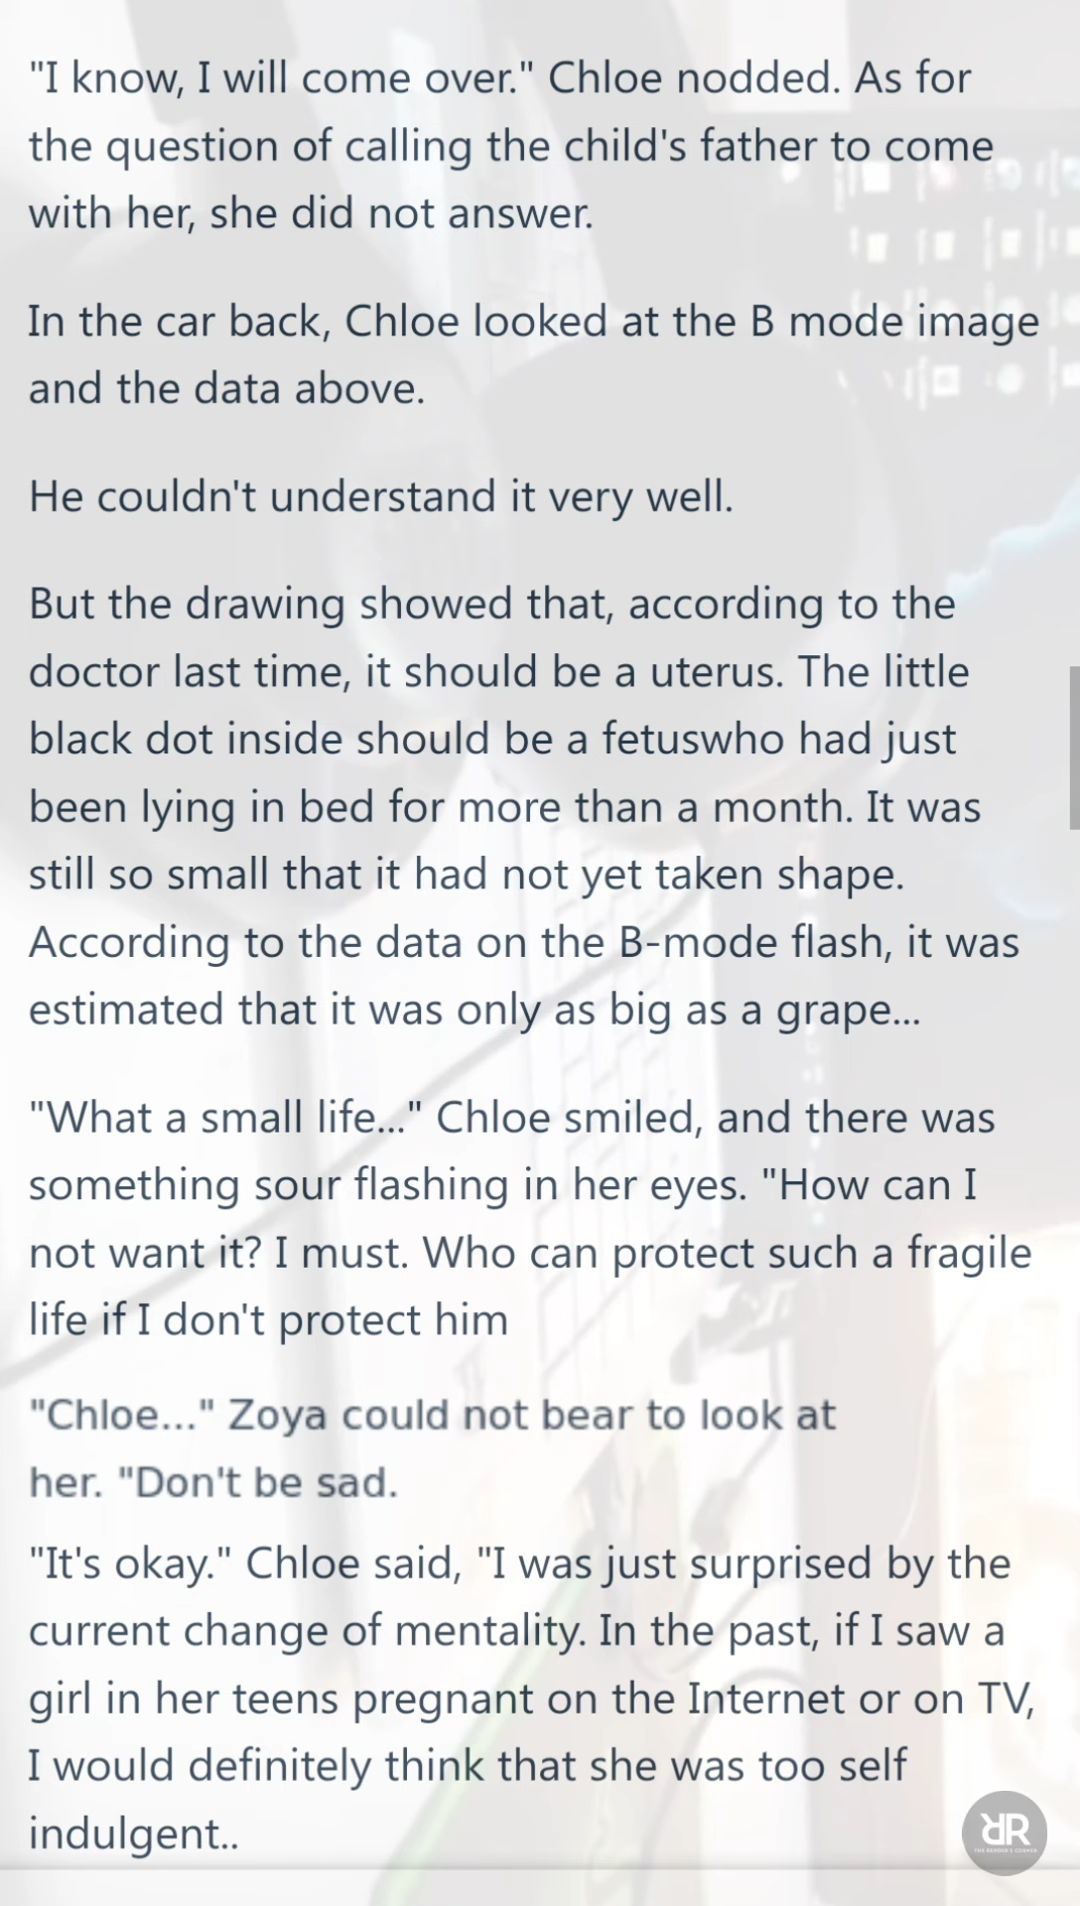 "I know, I will come over." Chloe nodded. As for
the question of calling the child's father to come
with her, she did not answer.
In the car back, Chloe looked at the B mode image
and the data above.
He couldn't understand it very well.
But the drawing showed that, according to the
doctor last time, it should be a uterus. The little
black dot inside should be a fetuswho had just
been lying in bed for more than a month. It was
still so small that it had not yet taken shape.
According to the data on the B-mode flash, it was
estimated that it was only as big as a grape...
"What a small life..." Chloe smiled, and there was
something sour flashing in her eyes. "How can I
not want it? I must. Who can protect such a fragile
life if I don't protect him
"Chloe..." Zoya could not bear to look at
her. "Don't be sad.
"It's okay." Chloe said, "I was just surprised by the
current change of mentality. In the past, if I saw a
girl in her teens pregnant on the Internet or on TV,
I would definitely think that she was too self
indulgent..
RR
THE READER'S CORNER